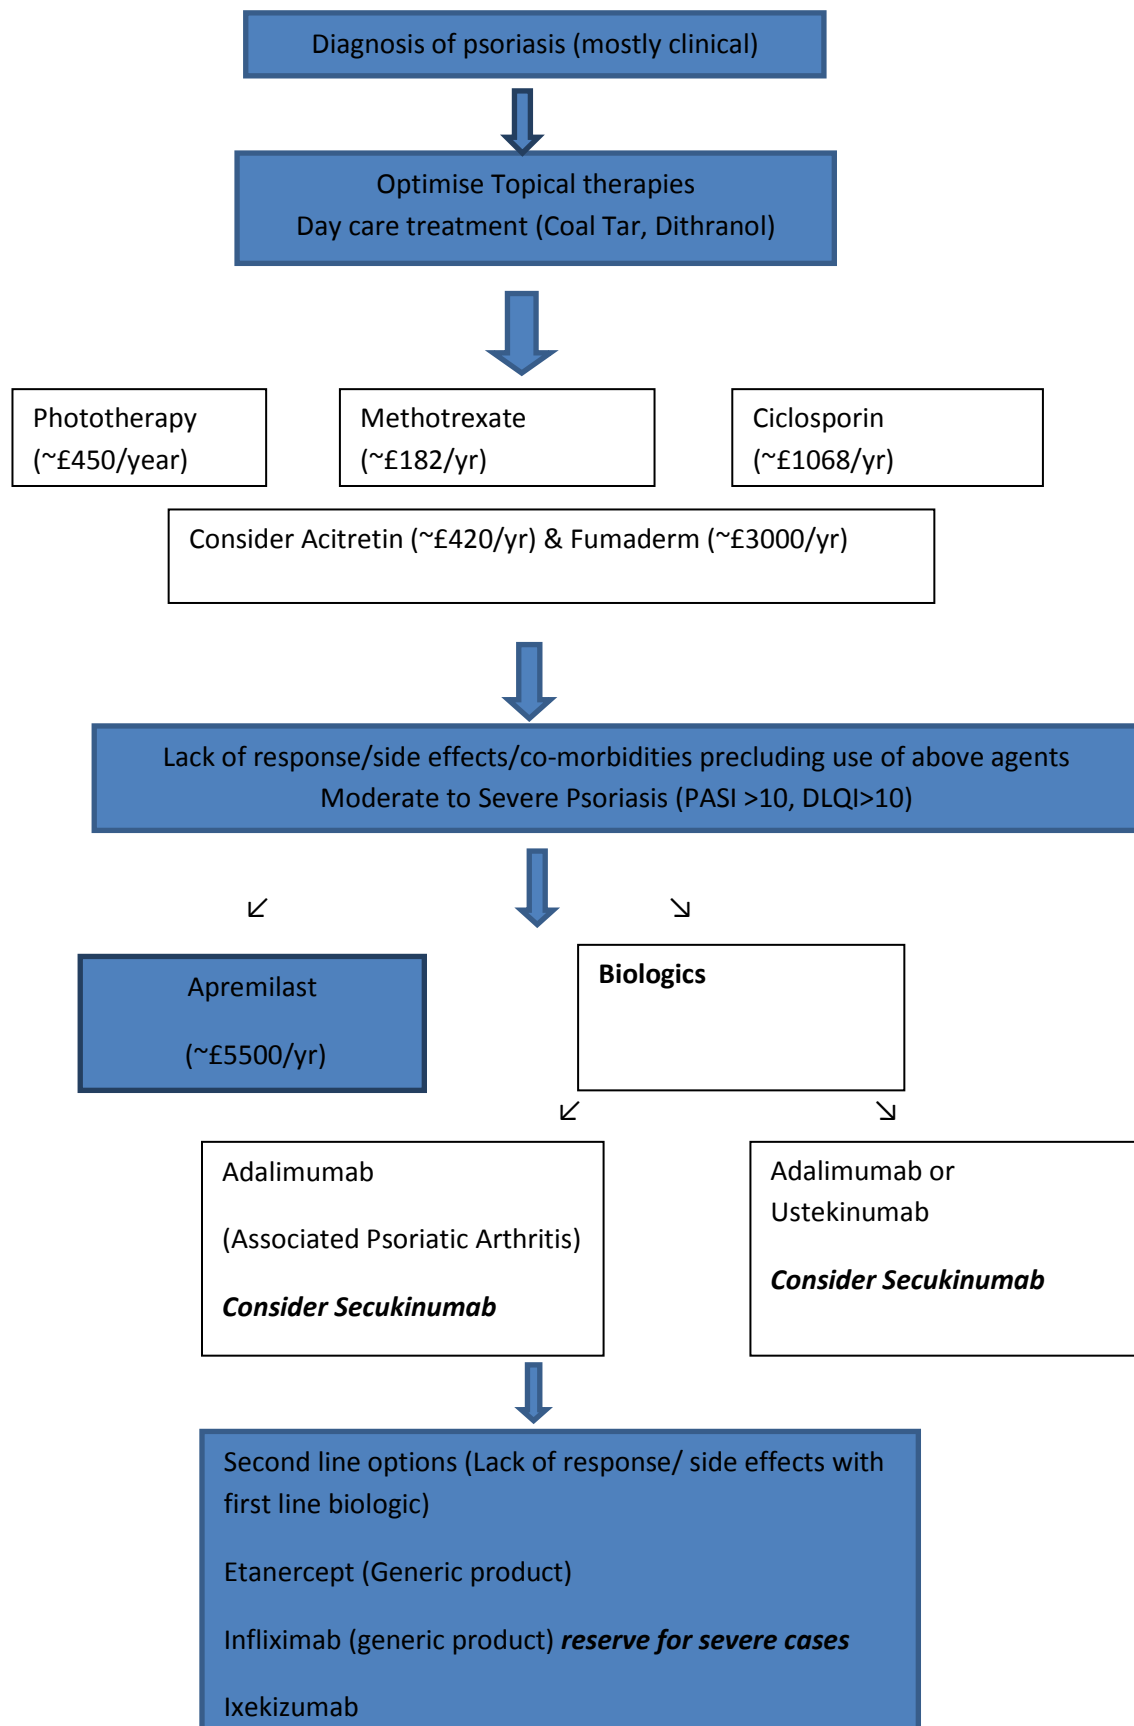 Diagnosis of psoriasis (mostly clinical)
Optimise Topical therapies
Day care treatment (Coal Tar, Dithranol)
Phototherapy
(~£450/year)
Methotrexate
(~£182/yr)
Ciclosporin
(~£1068/yr)
Consider Acitretin (~£420/yr) & Fumaderm (~£3000/yr)
Lack of response/side effects/co-morbidities precluding use of above agents
Moderate to Severe Psoriasis (PASI >10, DLQI>10)
Apremilast
(~£5500/yr)
Biologics
Adalimumab
(Associated Psoriatic Arthritis)
Consider Secukinumab
Adalimumab or
Ustekinumab
Consider Secukinumab
Second line options (Lack of response/ side effects with
first line biologic)
Etanercept (Generic product)
Infliximab (generic product) reserve for severe cases
Ixekizumab